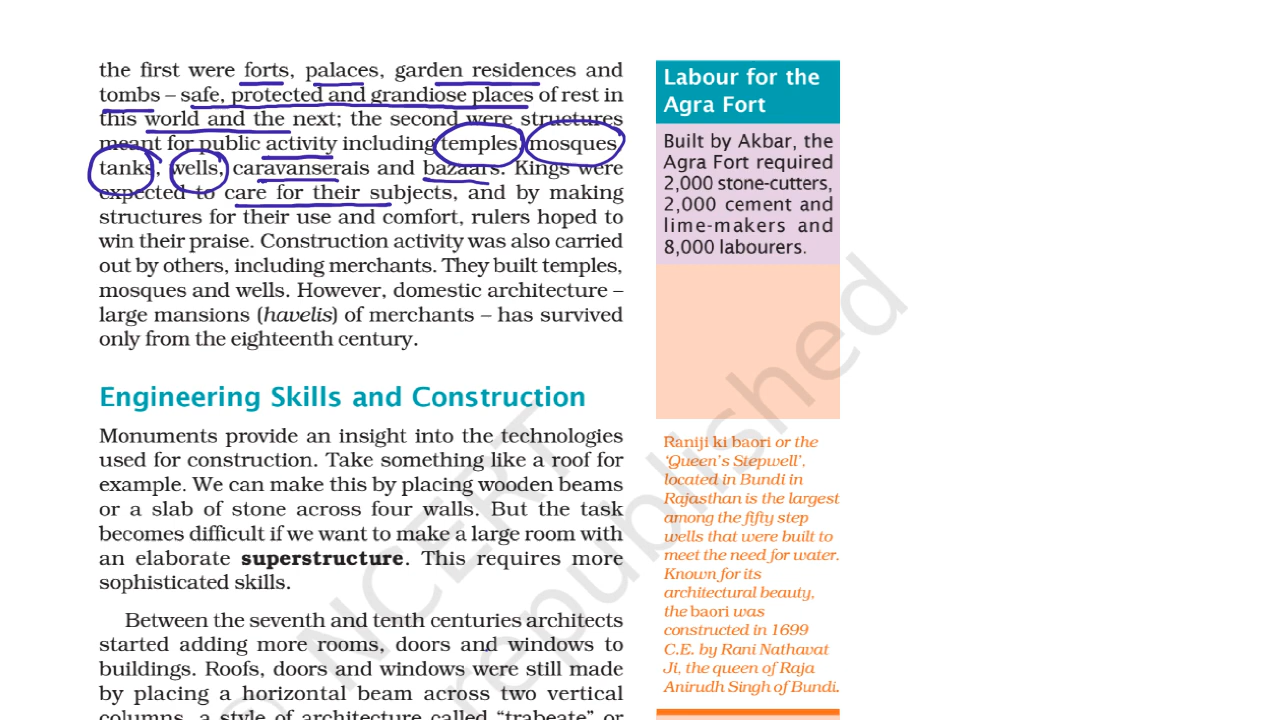 the first were forts, palaces, garden residences and
tombs – safe, protected and grandiose places of rest in
this world and the next; the second were structures
meant for public activity including temples, mosques,
tanks, wells, caravanserais and bazaars. Kings were
expected to care for their subjects, and by making
structures for their use and comfort, rulers hoped to
win their praise. Construction activity was also carried
out by others, including merchants. They built temples,
mosques and wells. However, domestic architecture –
large mansions (havelis) of merchants – has survived
only from the eighteenth century.
Engineering Skills and Construction
Monuments provide an insight into the technologies
used for construction. Take something like a roof for
example. We can make this by placing wooden beams
or a slab of stone across four walls. But the task
becomes difficult if we want to make a large room with
an elaborate superstructure. This requires more
sophisticated skills.
Between the seventh and tenth centuries architects
started adding more rooms, doors and windows to
buildings. Roofs, doors and windows were still made
by placing a horizontal beam across two vertical
columns, a style of architecture called “trabeate” or
Labour for the
Agra Fort
Built by Akbar, the
Agra Fort required
2,000 stone-cutters,
2,000 cement and
lime-makers and
8,000 labourers.
Raniji ki baori or the
‘Queen’s Stepwell’,
located in Bundi in
Rajasthan is the largest
among the fifty step
wells that were built to
meet the need for water.
Known for its
architectural beauty,
the baori was
constructed in 1699
C.E. by Rani Nathavat
Ji, the queen of Raja
Anirudh Singh of Bundi.
© NCERT
republished